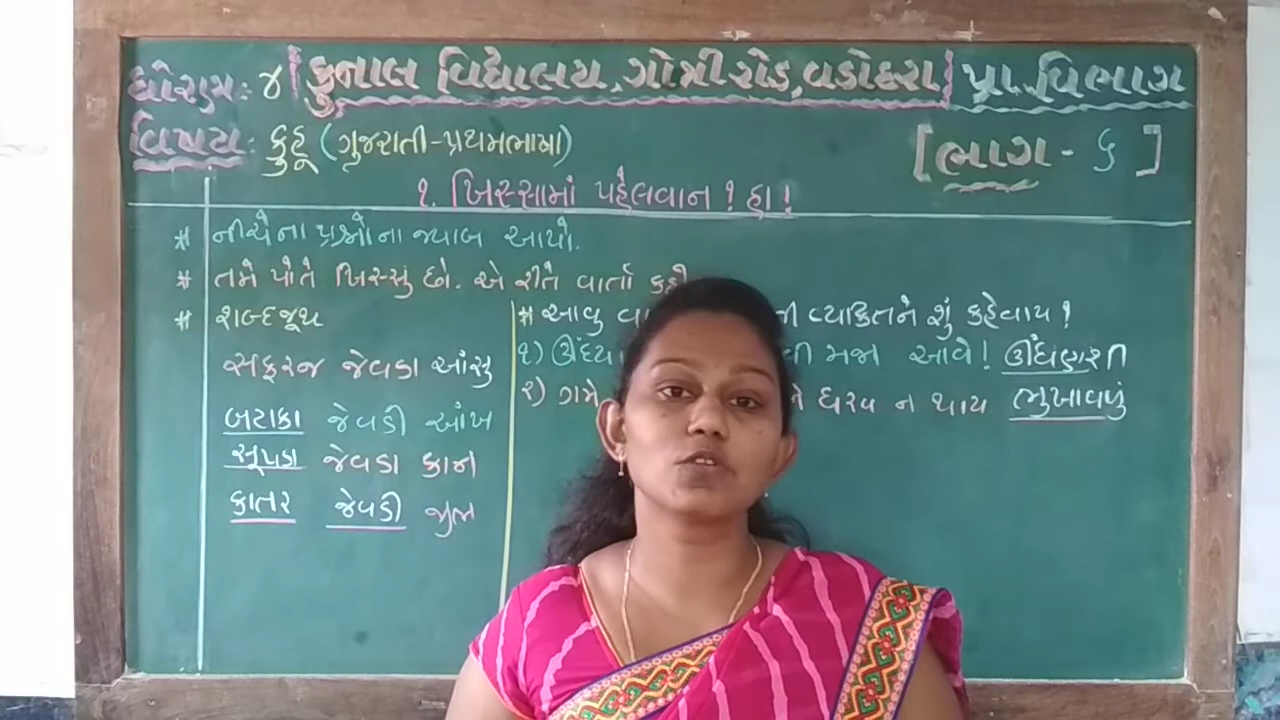 ધોરણ: ૪ કુનાલ વિદ્યાલય, ગોત્રી રોડ, વડોદરા પ્રા. વિભાગ
વિષય: કુહૂ (ગુજરાતી-પ્રથમભાષા) [ભાગ - ૬]
૧. ખિસ્સામાં પહેલવાન ! હા !
* નીચેના પ્રશ્નોના જવાબ આપો.
* તમે પોતે ખિસ્સું છો. એ રીતે વાર્તા કહો
* શબ્દજૂથ
સફરજન જેવડા આંસુ
બટાકા જેવડી આંખ
સૂપડા જેવડા કાન
કાતર જેવડી જીભ
* આવુ વ્યક્તિને શું કહેવાય !
૧) મજા આવે ! ઊંઘણશી
૨) ગમે ધરવ ન થાય ભુખાવળું